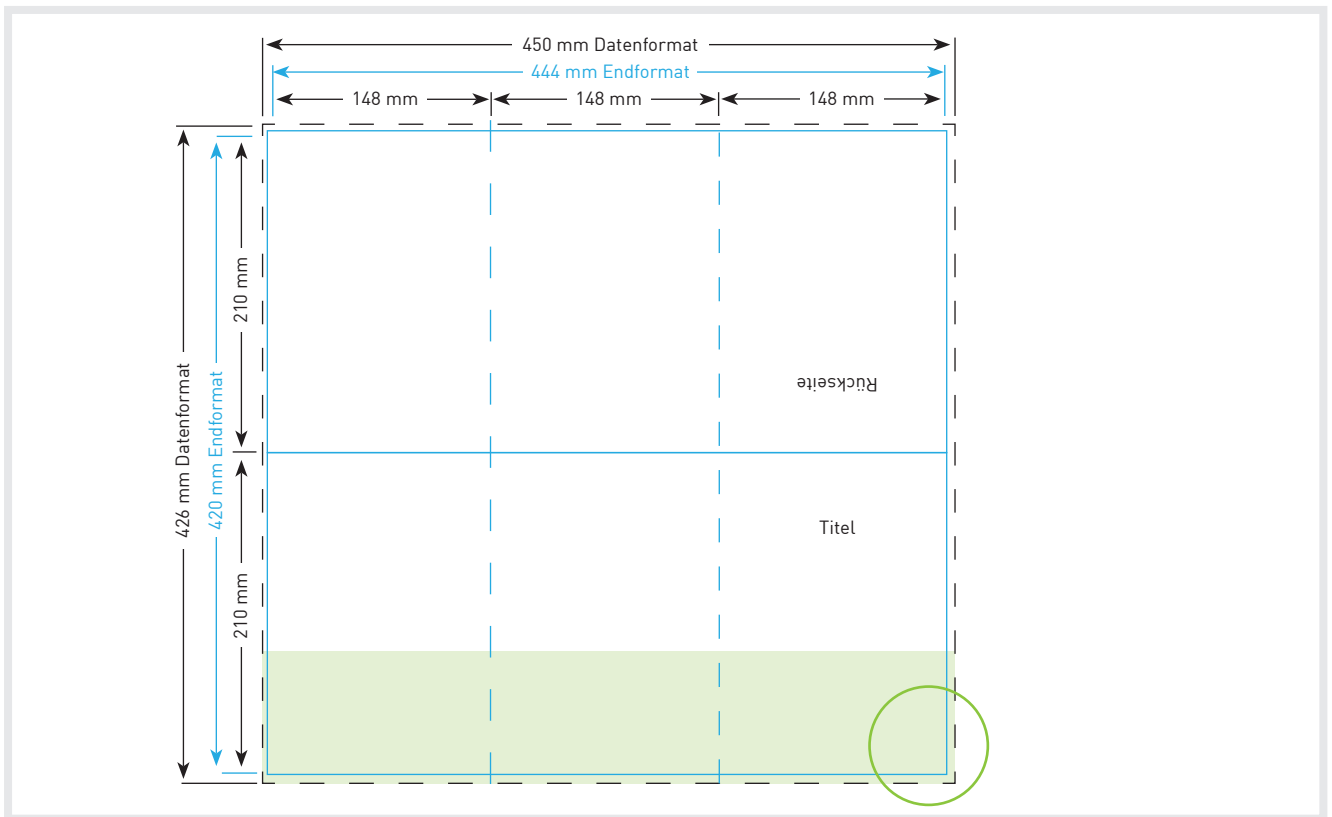 450 mm Datenformat
444 mm Endformat
148 mm
148 mm
148 mm
426 mm Datenformat
420 mm Endformat
210 mm
210 mm
Rückseite
Titel